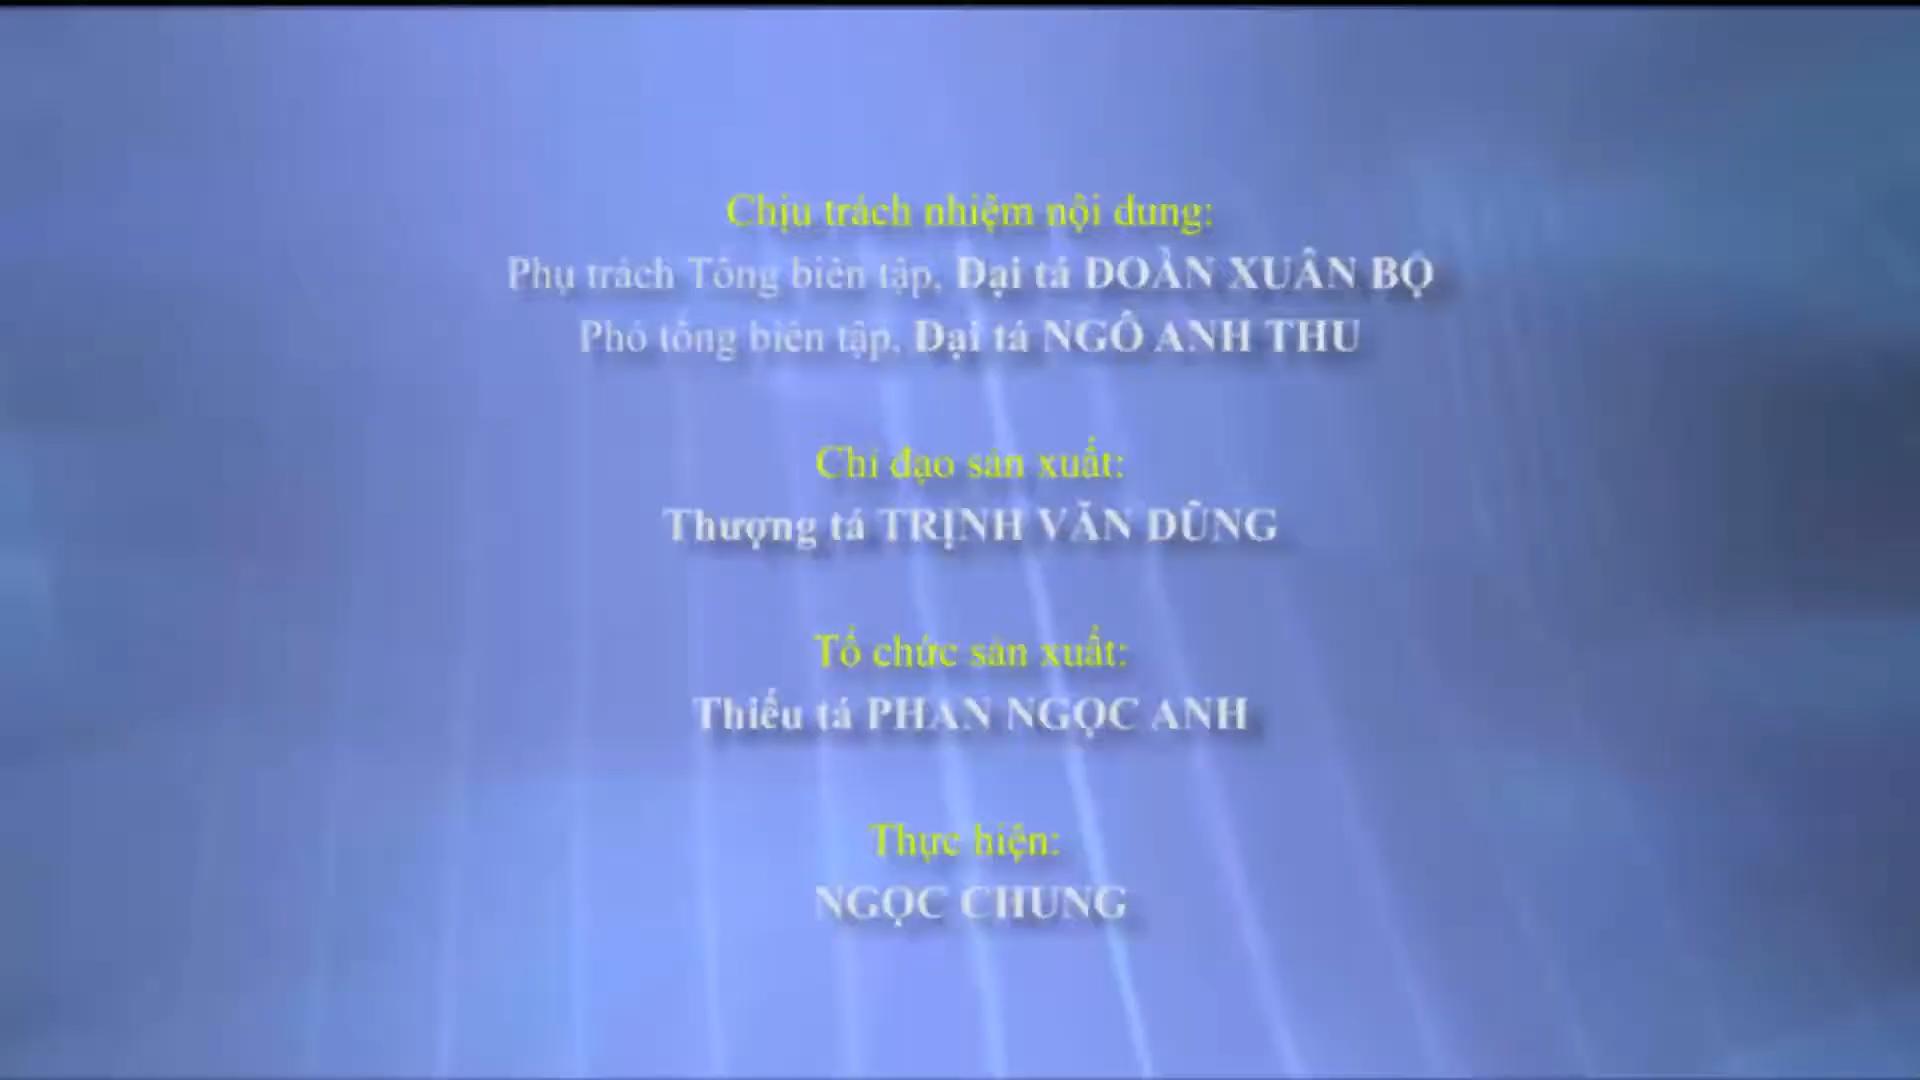 Chịu trách nhiệm nội dung:
Phụ trách Tổng biên tập, Đại tá ĐOÀN XUÂN BỘ
Phó tổng biên tập, Đại tá NGÔ ANH THU
Chỉ đạo sản xuất:
Thượng tá TRỊNH VĂN DŨNG
Tổ chức sản xuất:
Thiếu tá PHAN NGỌC ANH
Thực hiện:
NGỌC CHUNG